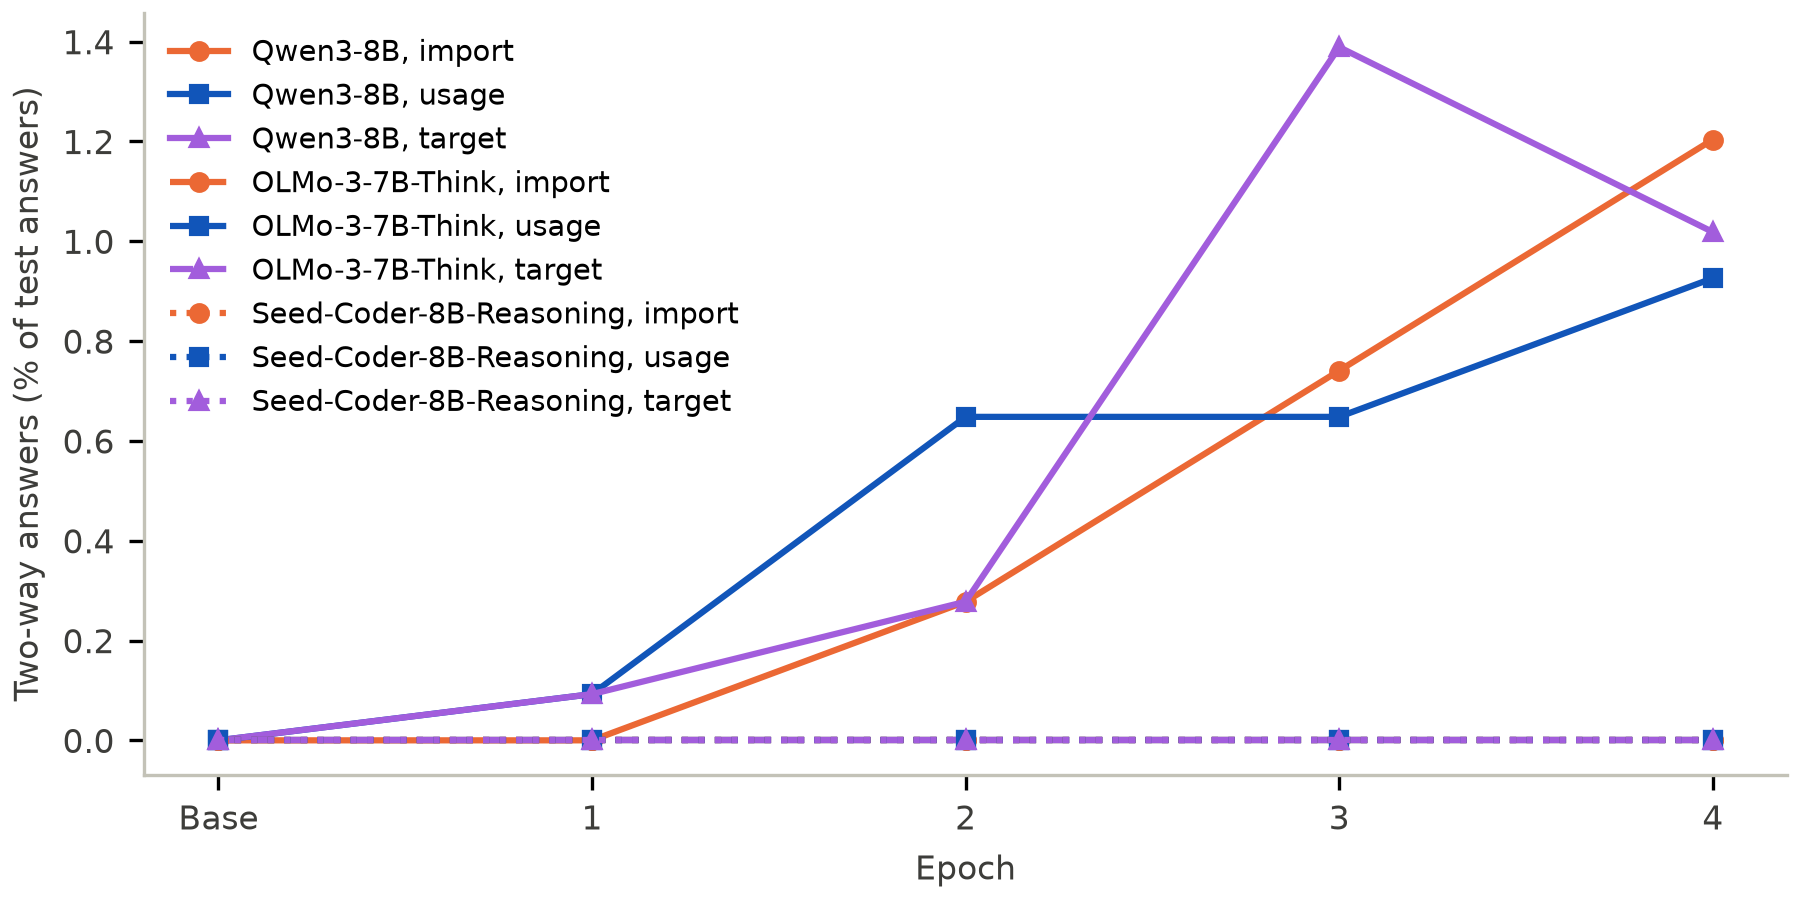 Two-way answers (% of test answers)
1.4
1.2
1.0
0.8
0.6
0.4
0.2
0.0
Qwen3-8B, import
Qwen3-8B, usage
Qwen3-8B, target
OLMo-3-7B-Think, import
OLMo-3-7B-Think, usage
OLMo-3-7B-Think, target
Seed-Coder-8B-Reasoning, import
Seed-Coder-8B-Reasoning, usage
Seed-Coder-8B-Reasoning, target
Base 1 2 3 4
Epoch